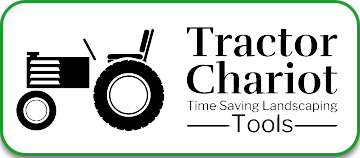 Tractor
Chariot
Time Saving Landscaping
Tools